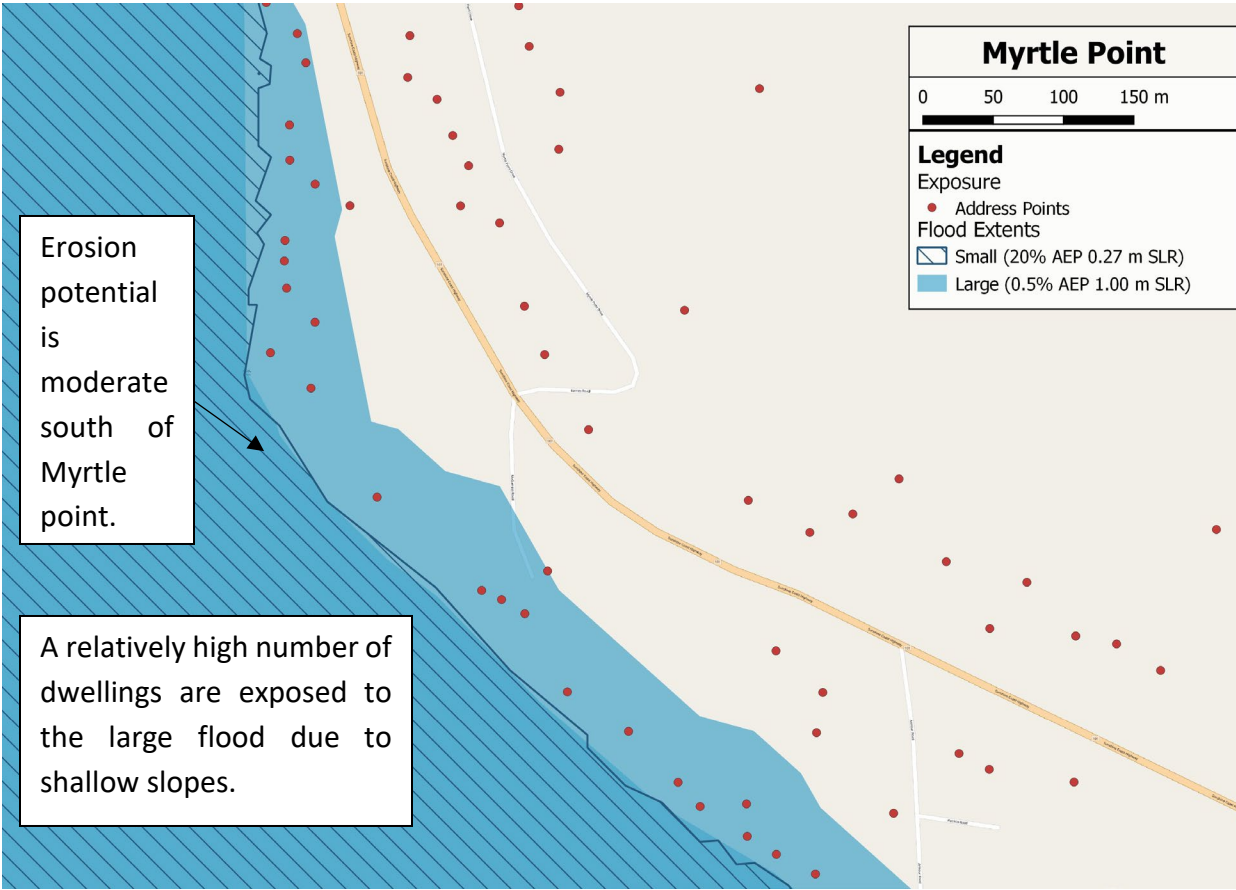 Myrtle Point
0 50 100 150 m
Legend
Exposure
Address Points
Flood Extents
Small (20% AEP 0.27 m SLR)
Large (0.5% AEP 1.00 m SLR)
Erosion
potential
is
moderate
south of
Myrtle
point.
A relatively high number of
dwellings are exposed to
the large flood due to
shallow slopes.